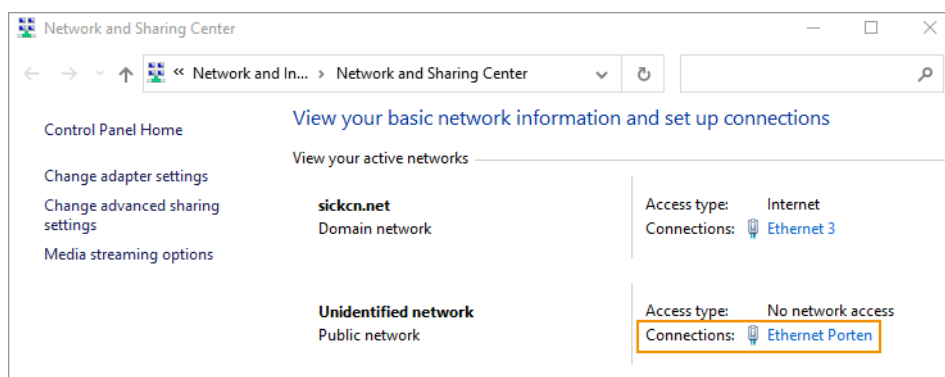 Network and Sharing Center
« Network and In... › Network and Sharing Center
Control Panel Home
Change adapter settings
Change advanced sharing
settings
Media streaming options
View your basic network information and set up connections
View your active networks
sickcn.net
Domain network
Access type: Internet
Connections: Ethernet 3
Unidentified network
Public network
Access type: No network access
Connections: Ethernet Porten